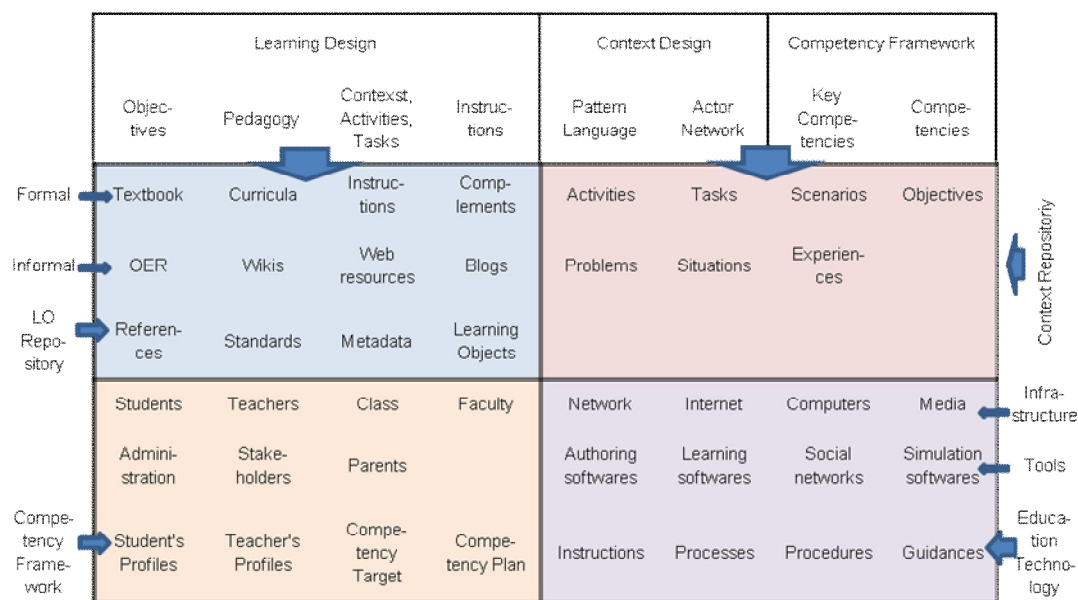 Learning Design Context Design Competency Framework
Objec-
tives
Pedagogy
Contexst,
Activities,
Tasks
Instruc-
tions
Pattern
Language
Actor
Network
Key
Compe-
tencies
Compe-
tencies
Formal
Textbook
Curricula
Instruc-
tions
Comp-
lements
Activities
Tasks
Scenarios
Objectives
Informal
OER
Wikis
Web
resources
Blogs
Problems
Situations
Experien-
ces
Context Repositoriy
LO
Repo-
sitory
Referen-
ces
Standards
Metadata
Learning
Objects
Students
Teachers
Class
Faculty
Network
Internet
Computers
Media
Infra-
structure
Admini-
stration
Stake-
holders
Parents
Authoring
softwares
Learning
softwares
Social
networks
Simulation
softwares
Tools
Compe-
tency
Frame-
work
Student's
Profiles
Teacher's
Profiles
Compe-
tency
Target
Compe-
tency Plan
Instructions
Processes
Procedures
Guidances
Educa-
tion
Techno-
logy